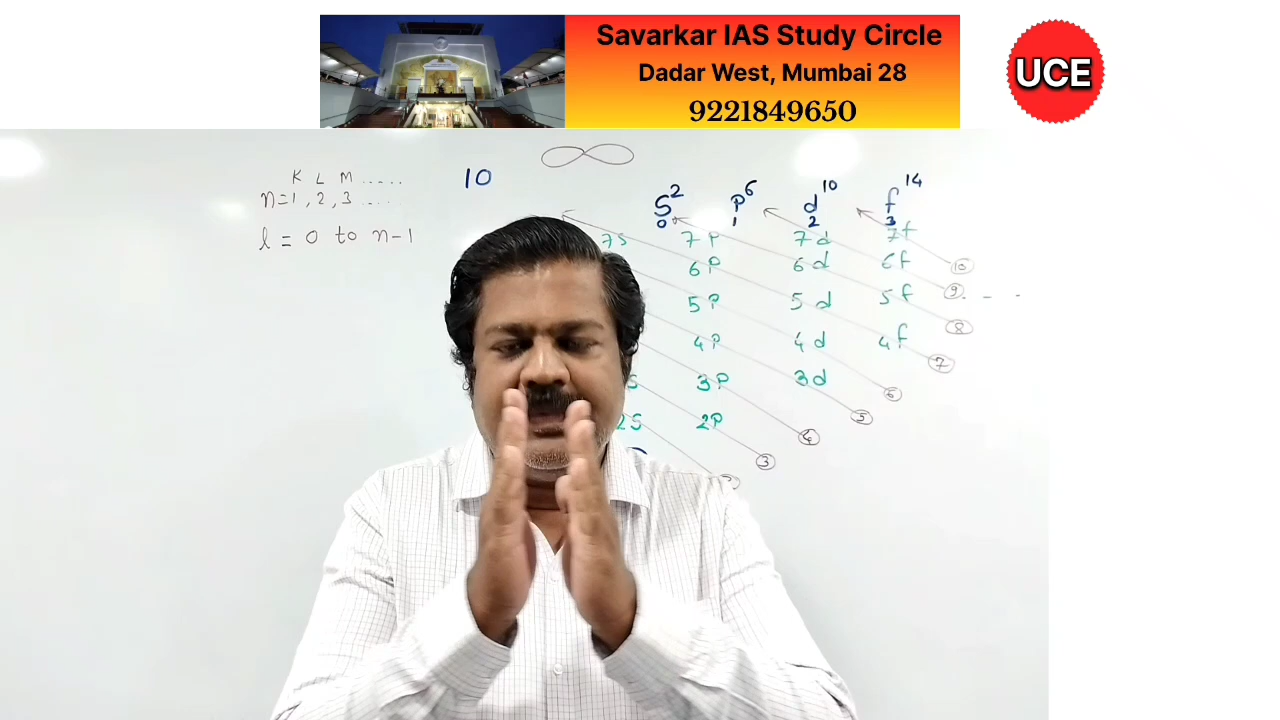 Savarkar IAS Study Circle
Dadar West, Mumbai 28
9221849650
UCE
K L M .....
n=1, 2, 3 .....
l = 0 to n-1
10
∞
S² p⁶ d¹⁰ f¹⁴
0 1 2 3
7S 7P 7d 7f
6P 6d 6f
5P 5d 5f
4P 4d 4f
S 3P 3d
2S 2P
10
9 - - -
8
7
6
5
4
3